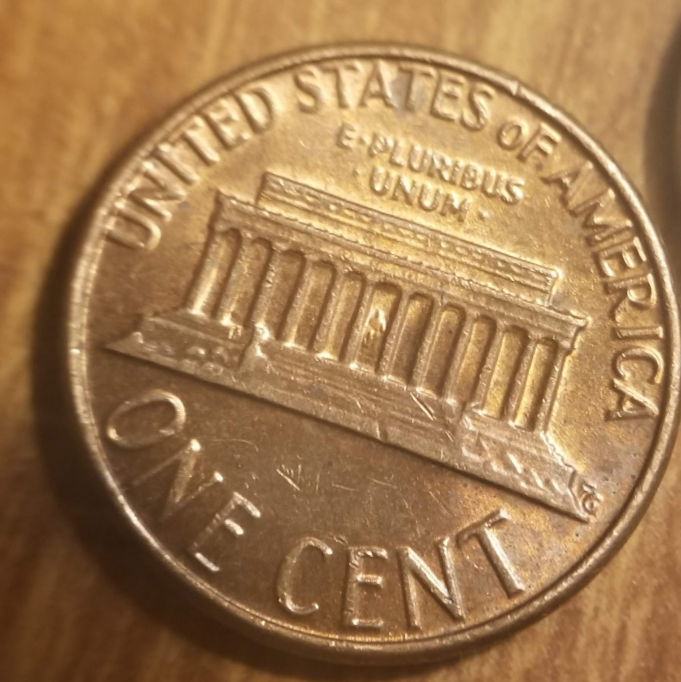 UNITED STATES OF AMERICA
E·PLURIBUS
·UNUM·
ONE CENT